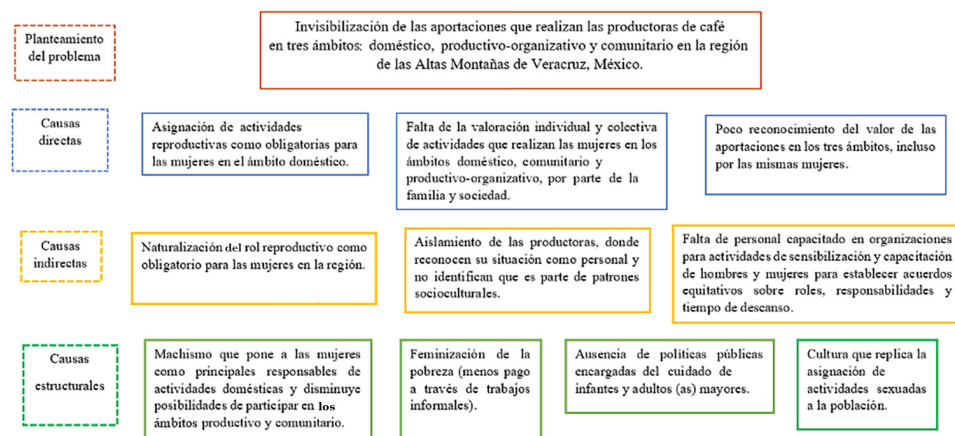 Planteamiento
del problema
Invisibilización de las aportaciones que realizan las productoras de café
en tres ámbitos: doméstico, productivo-organizativo y comunitario en la región
de las Altas Montañas de Veracruz, México.
Causas
directas
Asignación de actividades
reproductivas como obligatorias para
las mujeres en el ámbito doméstico.
Falta de la valoración individual y colectiva
de actividades que realizan las mujeres en los
ámbitos doméstico, comunitario y
productivo-organizativo, por parte de la
familia y sociedad.
Poco reconocimiento del valor de las
aportaciones en los tres ámbitos, incluso
por las mismas mujeres.
Causas
indirectas
Naturalización del rol reproductivo como
obligatorio para las mujeres en la región.
Aislamiento de las productoras, donde
reconocen su situación como personal y
no identifican que es parte de patrones
socioculturales.
Falta de personal capacitado en organizaciones
para actividades de sensibilización y capacitación
de hombres y mujeres para establecer acuerdos
equitativos sobre roles, responsabilidades y
tiempo de descanso.
Causas
estructurales
Machismo que pone a las mujeres
como principales responsables de
actividades domésticas y disminuye
posibilidades de participar en los
ámbitos productivo y comunitario.
Feminización de la
pobreza (menos pago
a través de trabajos
informales).
Ausencia de políticas públicas
encargadas del cuidado de
infantes y adultos (as) mayores.
Cultura que replica la
asignación de
actividades sexuadas
a la población.